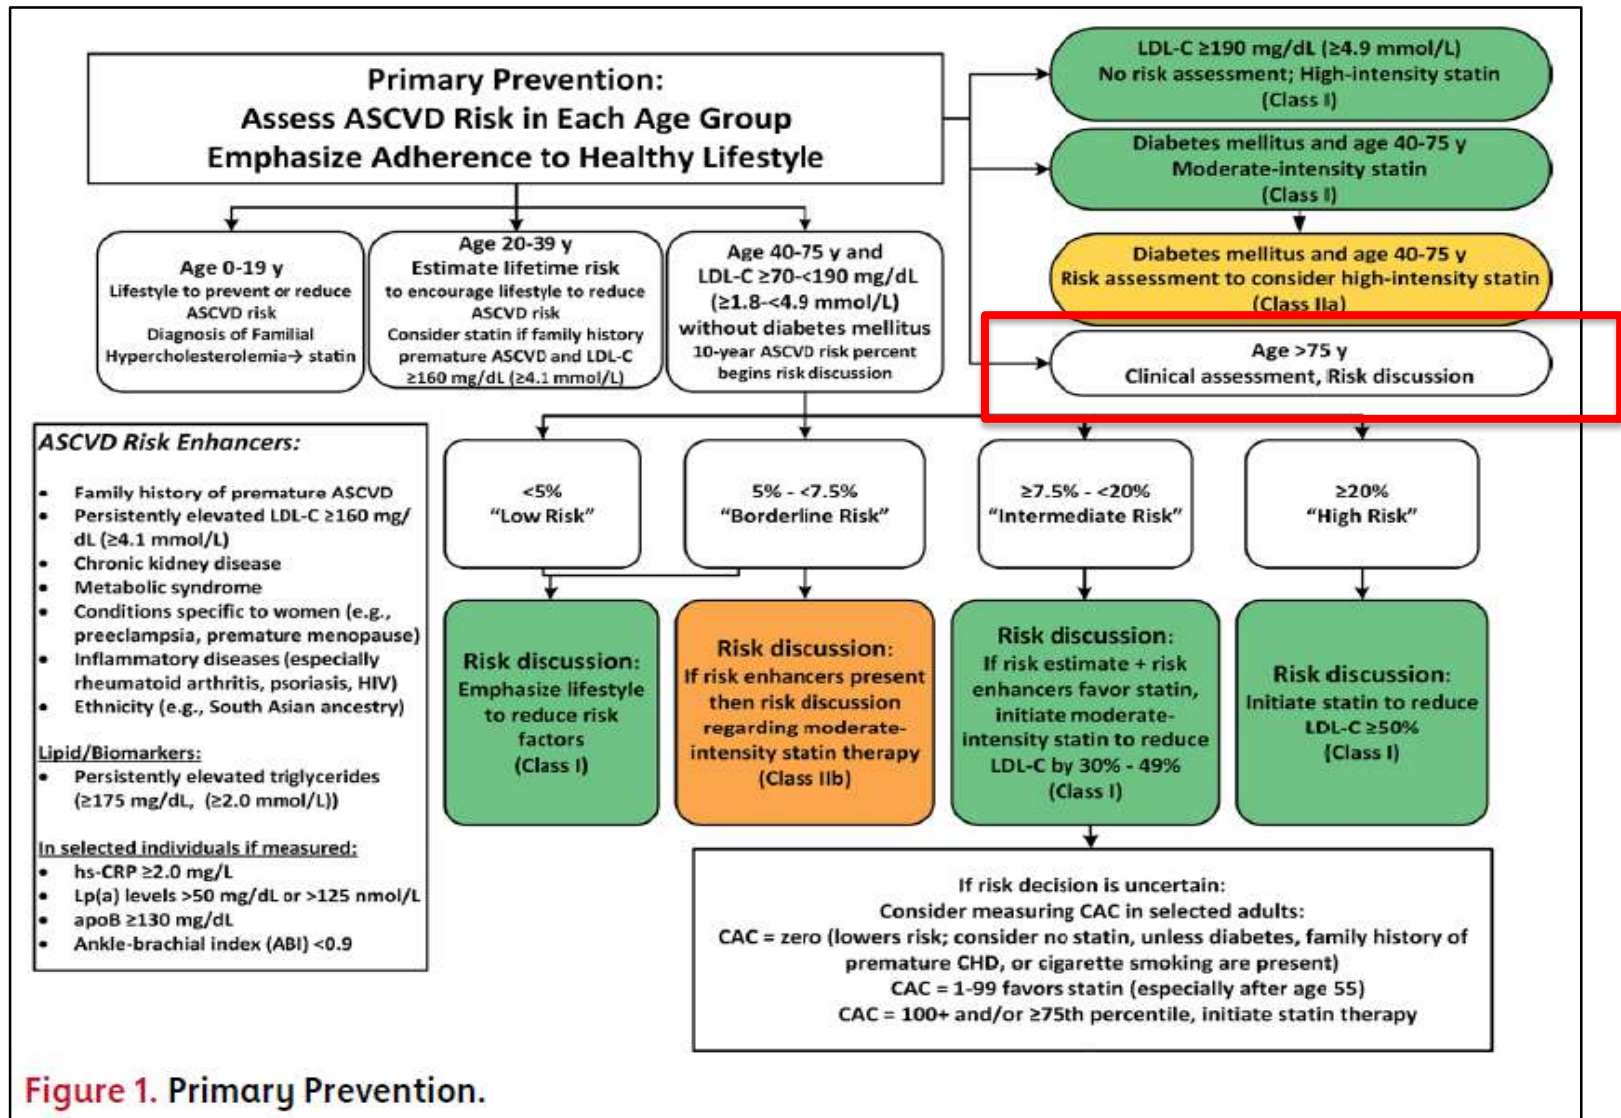 Primary Prevention:
Assess ASCVD Risk in Each Age Group
Emphasize Adherence to Healthy Lifestyle
LDL-C ≥190 mg/dL (≥4.9 mmol/L)
No risk assessment; High-intensity statin
(Class I)
Diabetes mellitus and age 40-75 y
Moderate-intensity statin
(Class I)
Diabetes mellitus and age 40-75 y
Risk assessment to consider high-intensity statin
(Class IIa)
Age >75 y
Clinical assessment, Risk discussion
Age 0-19 y
Lifestyle to prevent or reduce
ASCVD risk
Diagnosis of Familial
Hypercholesterolemia→ statin
Age 20-39 y
Estimate lifetime risk
to encourage lifestyle to reduce
ASCVD risk
Consider statin if family history
premature ASCVD and LDL-C
≥160 mg/dL (≥4.1 mmol/L)
Age 40-75 y and
LDL-C ≥70-<190 mg/dL
(≥1.8-<4.9 mmol/L)
without diabetes mellitus
10-year ASCVD risk percent
begins risk discussion
ASCVD Risk Enhancers:
• Family history of premature ASCVD
• Persistently elevated LDL-C ≥160 mg/
dL (≥4.1 mmol/L)
• Chronic kidney disease
• Metabolic syndrome
• Conditions specific to women (e.g.,
preeclampsia, premature menopause)
• Inflammatory diseases (especially
rheumatoid arthritis, psoriasis, HIV)
• Ethnicity (e.g., South Asian ancestry)
Lipid/Biomarkers:
• Persistently elevated triglycerides
(≥175 mg/dL, (≥2.0 mmol/L))
In selected individuals if measured:
• hs-CRP ≥2.0 mg/L
• Lp(a) levels >50 mg/dL or >125 nmol/L
• apoB ≥130 mg/dL
• Ankle-brachial index (ABI) <0.9
<5%
“Low Risk”
5% - <7.5%
“Borderline Risk”
≥7.5% - <20%
“Intermediate Risk”
≥20%
“High Risk”
Risk discussion:
Emphasize lifestyle
to reduce risk
factors
(Class I)
Risk discussion:
If risk enhancers present
then risk discussion
regarding moderate-
intensity statin therapy
(Class IIb)
Risk discussion:
If risk estimate + risk
enhancers favor statin,
initiate moderate-
intensity statin to reduce
LDL-C by 30% - 49%
(Class I)
Risk discussion:
Initiate statin to reduce
LDL-C ≥50%
(Class I)
If risk decision is uncertain:
Consider measuring CAC in selected adults:
CAC = zero (lowers risk; consider no statin, unless diabetes, family history of
premature CHD, or cigarette smoking are present)
CAC = 1-99 favors statin (especially after age 55)
CAC = 100+ and/or ≥75th percentile, initiate statin therapy
Figure 1. Primary Prevention.